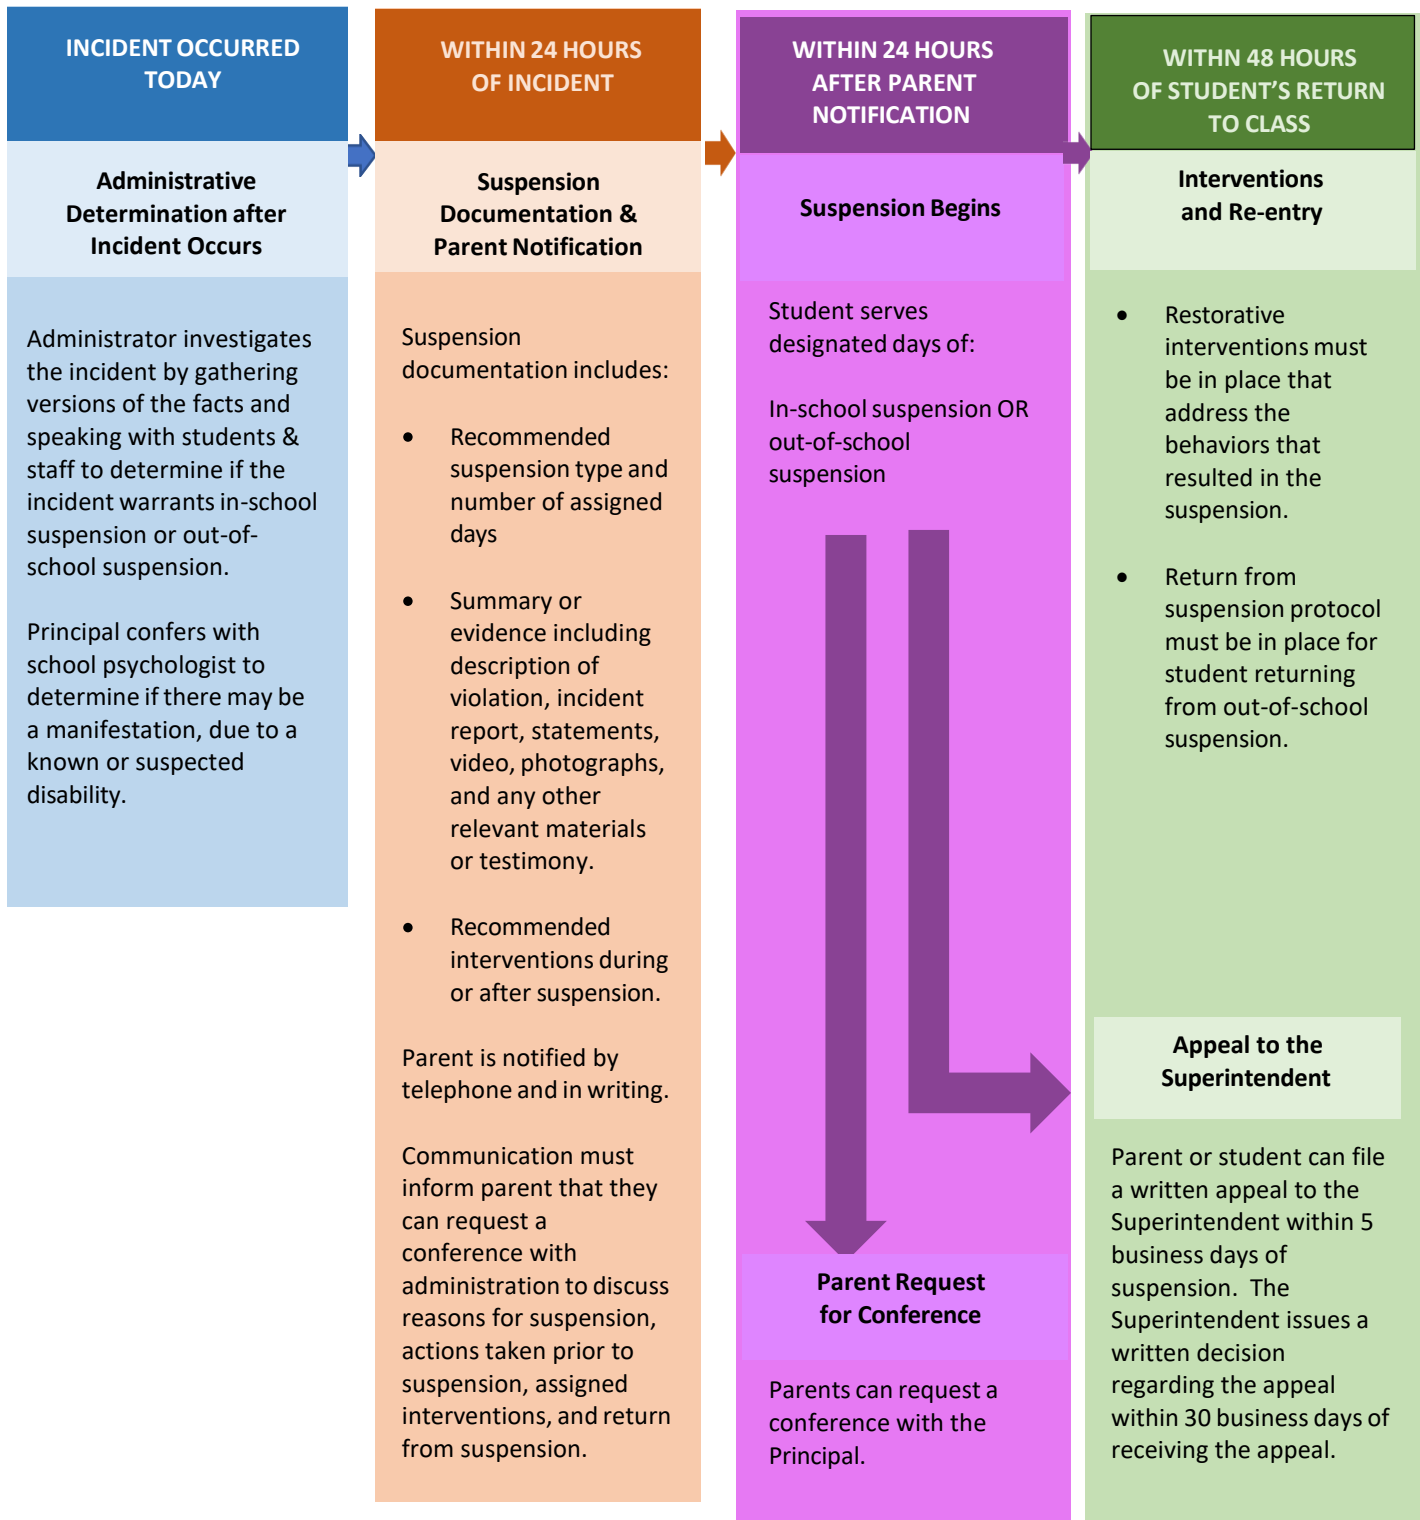 INCIDENT OCCURRED
TODAY
Administrative
Determination after
Incident Occurs
Administrator investigates
the incident by gathering
versions of the facts and
speaking with students &
staff to determine if the
incident warrants in-school
suspension or out-of-
school suspension.
Principal confers with
school psychologist to
determine if there may be
a manifestation, due to a
known or suspected
disability.
WITHIN 24 HOURS
OF INCIDENT
Suspension
Documentation &
Parent Notification
Suspension
documentation includes:
• Recommended
suspension type and
number of assigned
days
• Summary or
evidence including
description of
violation, incident
report, statements,
video, photographs,
and any other
relevant materials
or testimony.
• Recommended
interventions during
or after suspension.
Parent is notified by
telephone and in writing.
Communication must
inform parent that they
can request a
conference with
administration to discuss
reasons for suspension,
actions taken prior to
suspension, assigned
interventions, and return
from suspension.
WITHIN 24 HOURS
AFTER PARENT
NOTIFICATION
Suspension Begins
Student serves
designated days of:
In-school suspension OR
out-of-school
suspension
Parent Request
for Conference
Parents can request a
conference with the
Principal.
WITHN 48 HOURS
OF STUDENT’S RETURN
TO CLASS
Interventions
and Re-entry
• Restorative
interventions must
be in place that
address the
behaviors that
resulted in the
suspension.
• Return from
suspension protocol
must be in place for
student returning
from out-of-school
suspension.
Appeal to the
Superintendent
Parent or student can file
a written appeal to the
Superintendent within 5
business days of
suspension. The
Superintendent issues a
written decision
regarding the appeal
within 30 business days of
receiving the appeal.